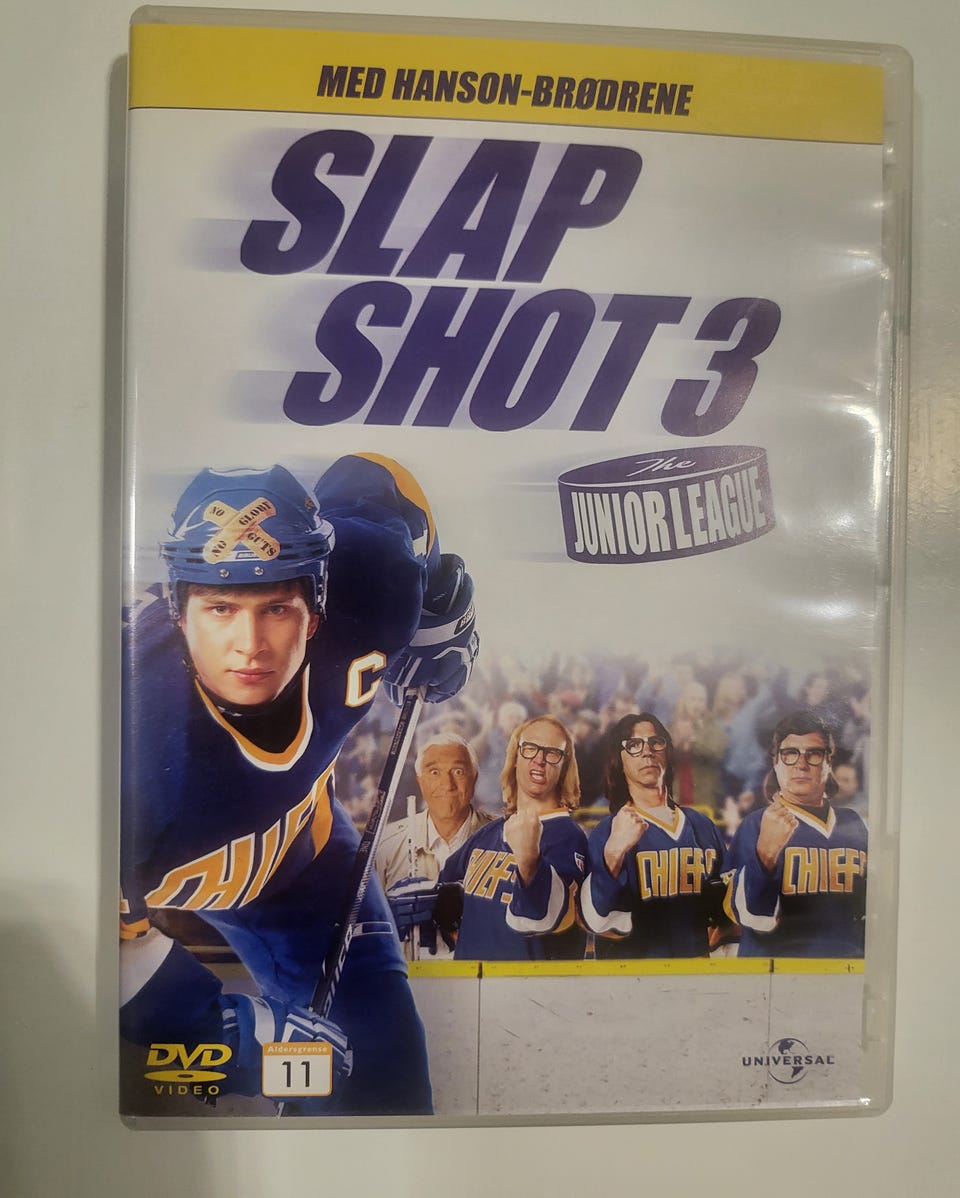 MED HANSON-BRØDRENE
SLAP
SHOT 3
The
JUNIOR LEAGUE
NO GLORY
NO GUTS
C
CHIEFS
CHIEFS
CHIEFS
CHIEFS
DVD
VIDEO
Aldersgrense
11
UNIVERSAL